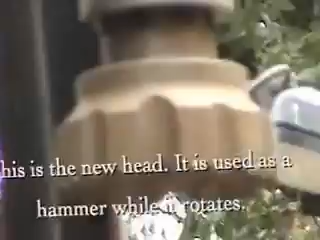 his is the new head. It is used as a
hammer while it rotates.